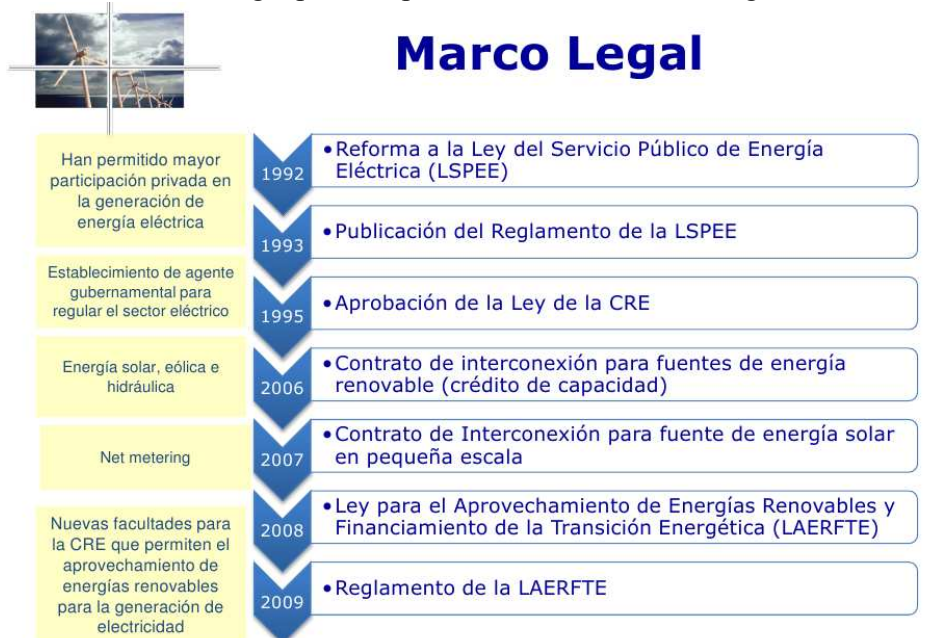 Marco Legal
Han permitido mayor
participación privada en
la generación de
energía eléctrica
1992
•Reforma a la Ley del Servicio Público de Energía
Eléctrica (LSPEE)
1993
•Publicación del Reglamento de la LSPEE
Establecimiento de agente
gubernamental para
regular el sector eléctrico
1995
•Aprobación de la Ley de la CRE
Energía solar, eólica e
hidráulica
2006
•Contrato de interconexión para fuentes de energía
renovable (crédito de capacidad)
Net metering
2007
•Contrato de Interconexión para fuente de energía solar
en pequeña escala
Nuevas facultades para
la CRE que permiten el
aprovechamiento de
energías renovables
para la generación de
electricidad
2008
•Ley para el Aprovechamiento de Energías Renovables y
Financiamiento de la Transición Energética (LAERFTE)
2009
•Reglamento de la LAERFTE